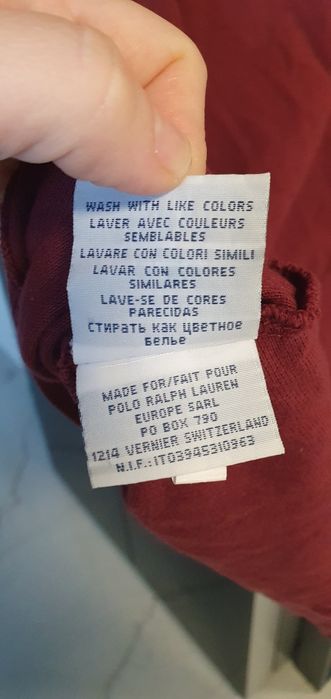 WASH WITH LIKE COLORS
LAVER AVEC COULEURS
SEMBLABLES
LAVARE CON COLORI SIMILI
LAVAR CON COLORES
SIMILARES
LAVE-SE DE CORES
PARECIDAS
Стирать как цветное
белье
MADE FOR/FAIT POUR
POLO RALPH LAUREN
EUROPE SARL
PO BOX 790
1214 VERNIER SWITZERLAND
N.I.F.:IT03945310963